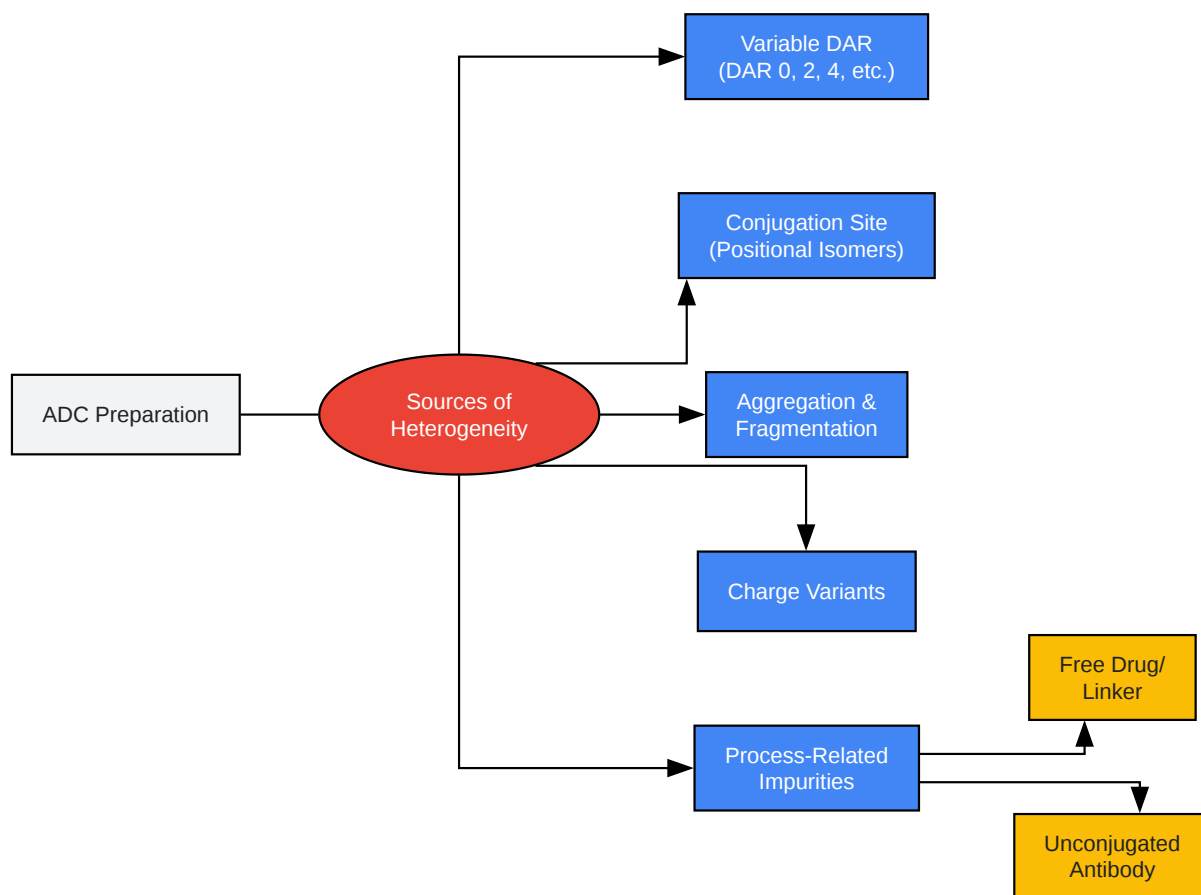 Variable DAR
(DAR 0, 2, 4, etc.)
Conjugation Site
(Positional Isomers)
ADC Preparation
Sources of
Heterogeneity
Aggregation &
Fragmentation
Charge Variants
Free Drug/
Linker
Process-Related
Impurities
Unconjugated
Antibody